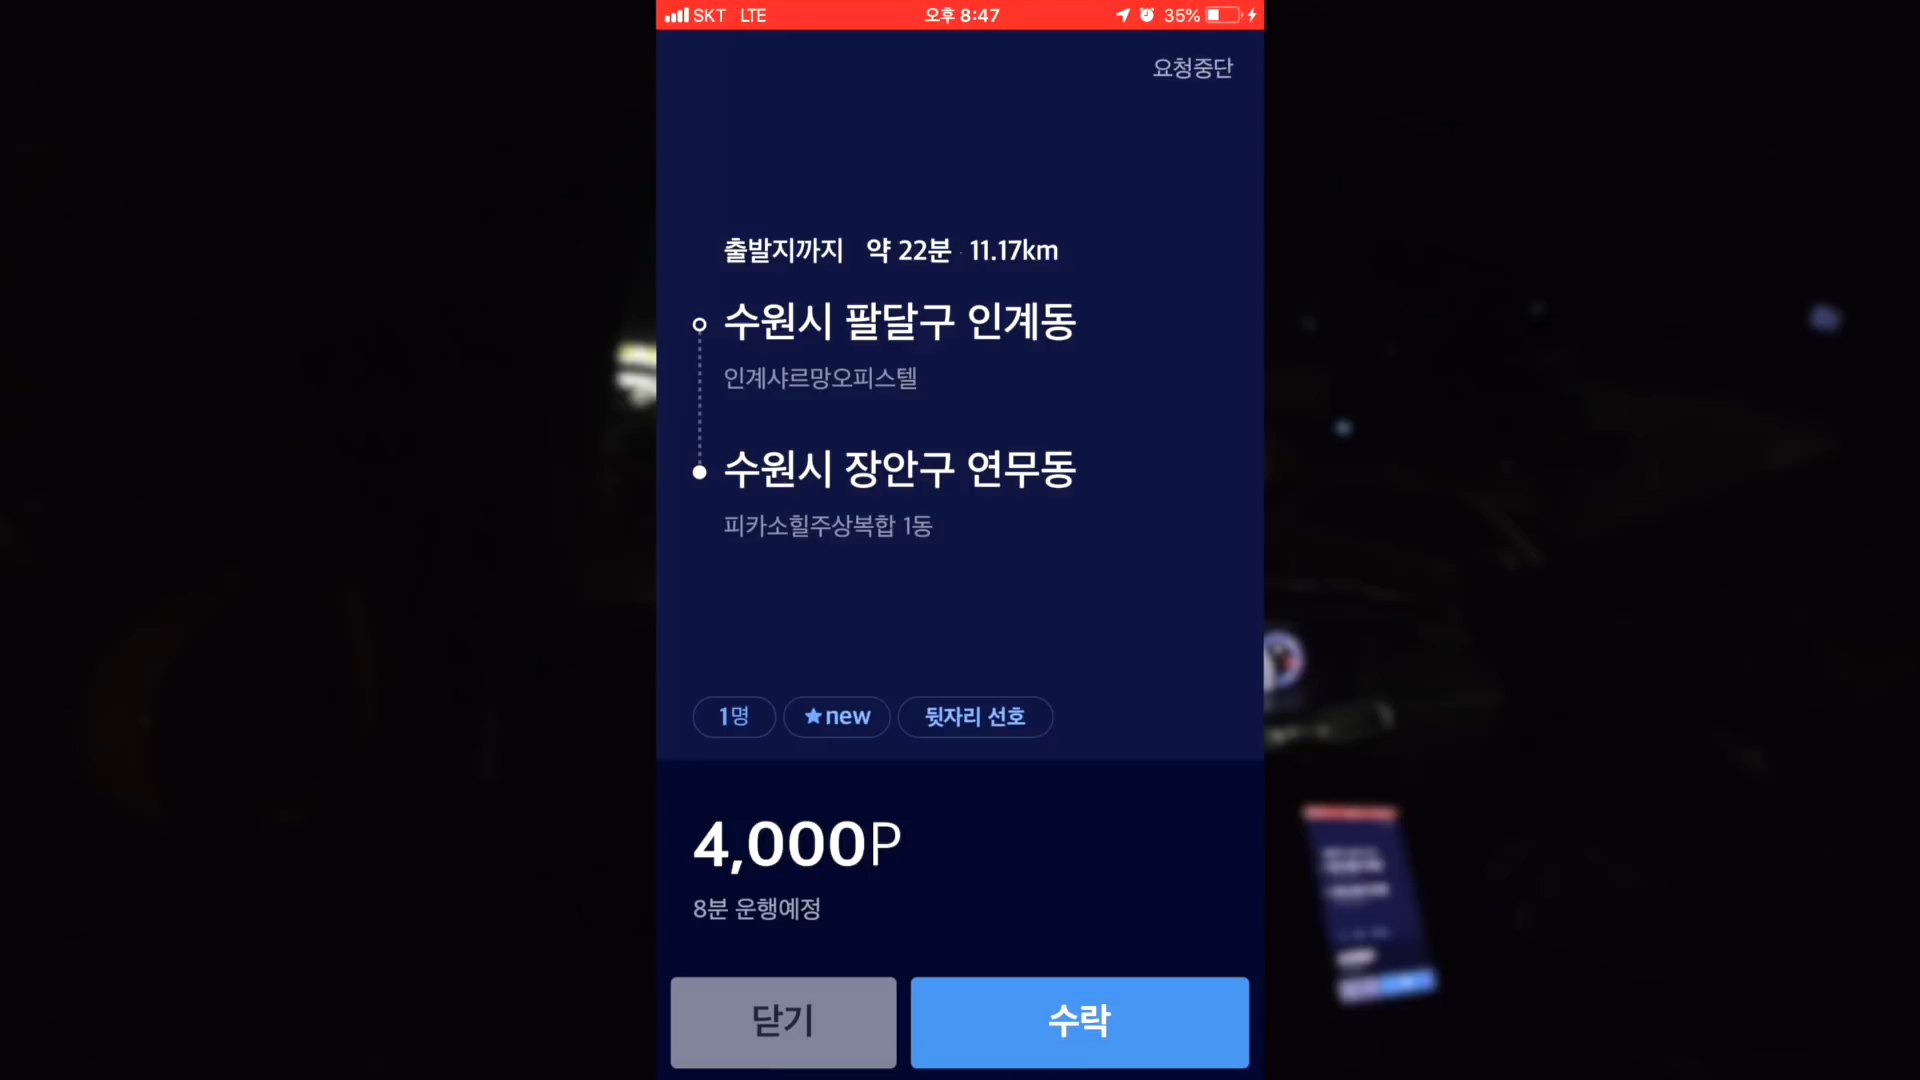 SKT LTE 오후 8:47 35%
요청중단
출발지까지 약 22분 · 11.17km
수원시 팔달구 인계동
인계샤르망오피스텔
수원시 장안구 연무동
피카소힐주상복합 1동
1명 ★new 뒷자리 선호
4,000P
8분 운행예정
닫기 수락